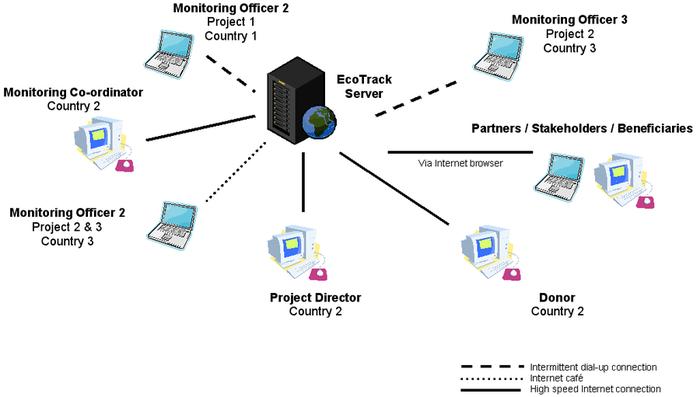 Monitoring Officer 2
Project 1
Country 1
Monitoring Officer 3
Project 2
Country 3
EcoTrack
Server
Monitoring Co-ordinator
Country 2
Partners / Stakeholders / Beneficiaries
Via Internet browser
Monitoring Officer 2
Project 2 & 3
Country 3
Project Director
Country 2
Donor
Country 2
Intermittent dial-up connection
Internet café
High speed Internet connection